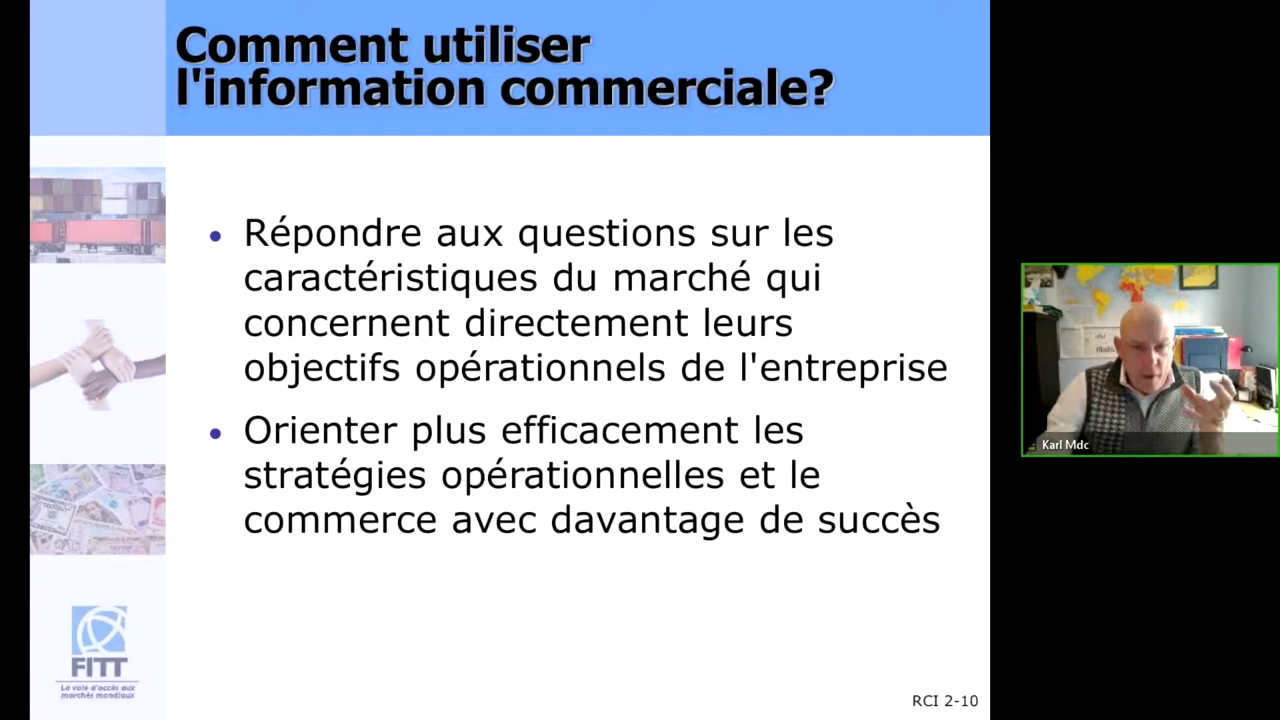 Comment utiliser
l'information commerciale?
• Répondre aux questions sur les
caractéristiques du marché qui
concernent directement leurs
objectifs opérationnels de l'entreprise
• Orienter plus efficacement les
stratégies opérationnelles et le
commerce avec davantage de succès
FITT
La voie d'accès aux
marchés mondiaux
RCI 2-10
Karl Mdc